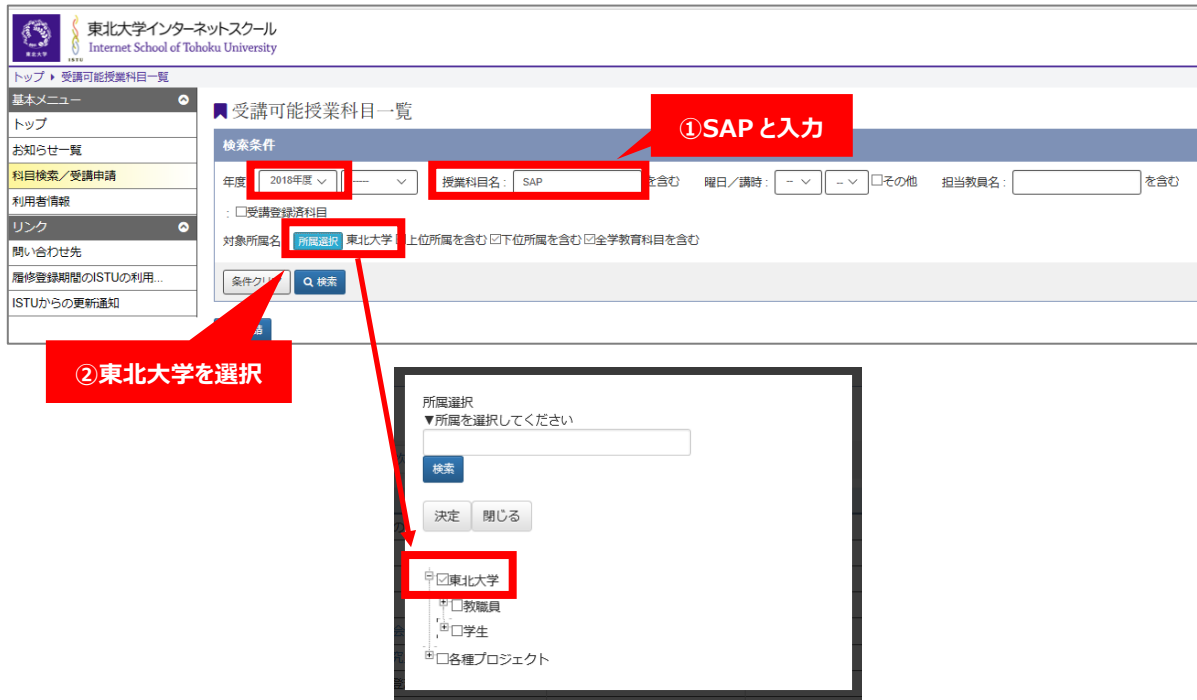 東北大学インターネットスクール
Internet School of Tohoku University
東北大学
ISTU
トップ ▸ 受講可能授業科目一覧
基本メニュー
トップ
お知らせ一覧
科目検索／受講申請
利用者情報
リンク
問い合わせ先
履修登録期間のISTUの利用...
ISTUからの更新通知
受講可能授業科目一覧
①SAPと入力
検索条件
年度 2018年度 ---- 授業科目名： SAP を含む 曜日／講時： -- -- □その他 担当教員名： を含む
： □受講登録済科目
対象所属名 所属選択 東北大学 上位所属を含む ☑下位所属を含む ☑全学教育科目を含む
条件クリ 検索
②東北大学を選択
所属選択
▼所属を選択してください
検索
決定 閉じる
☑東北大学
□教職員
□学生
□各種プロジェクト